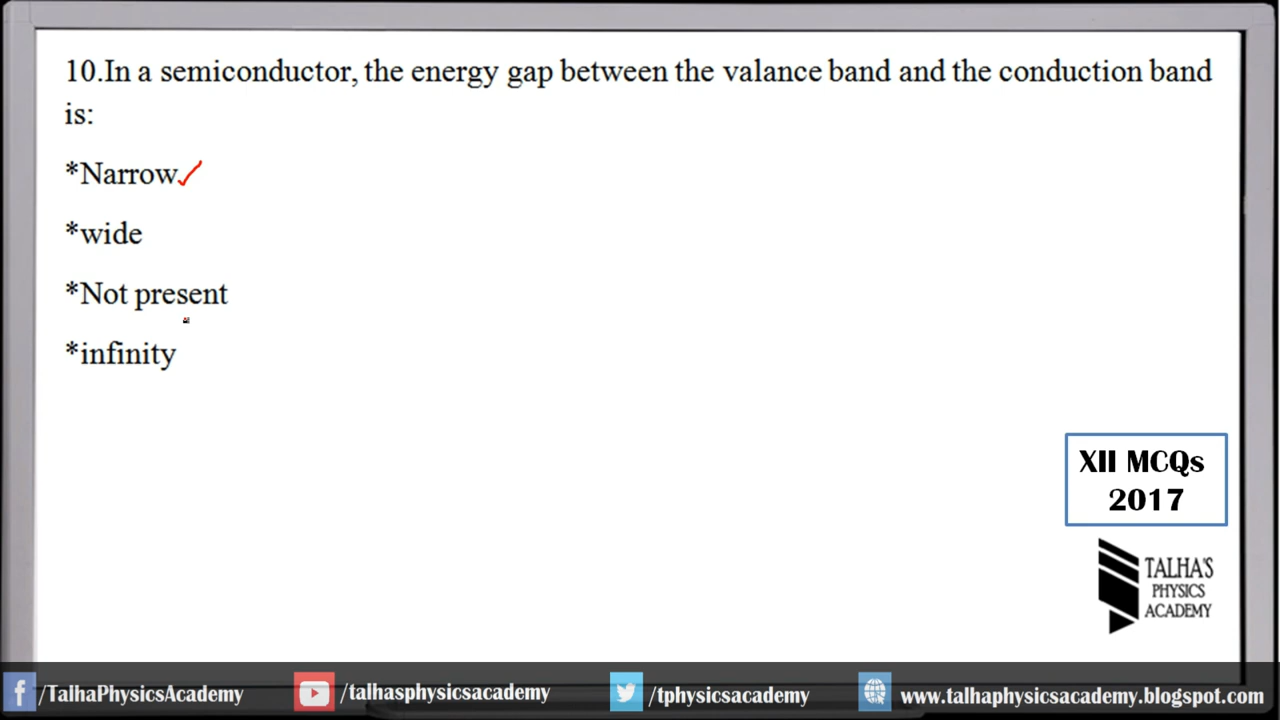 10.In a semiconductor, the energy gap between the valance band and the conduction band
is:
*Narrow
*wide
*Not present
*infinity
XII MCQs
2017
TALHA'S
PHYSICS
ACADEMY
/TalhaPhysicsAcademy
/talhasphysicsacademy
/tphysicsacademy
www.talhaphysicsacademy.blogspot.com